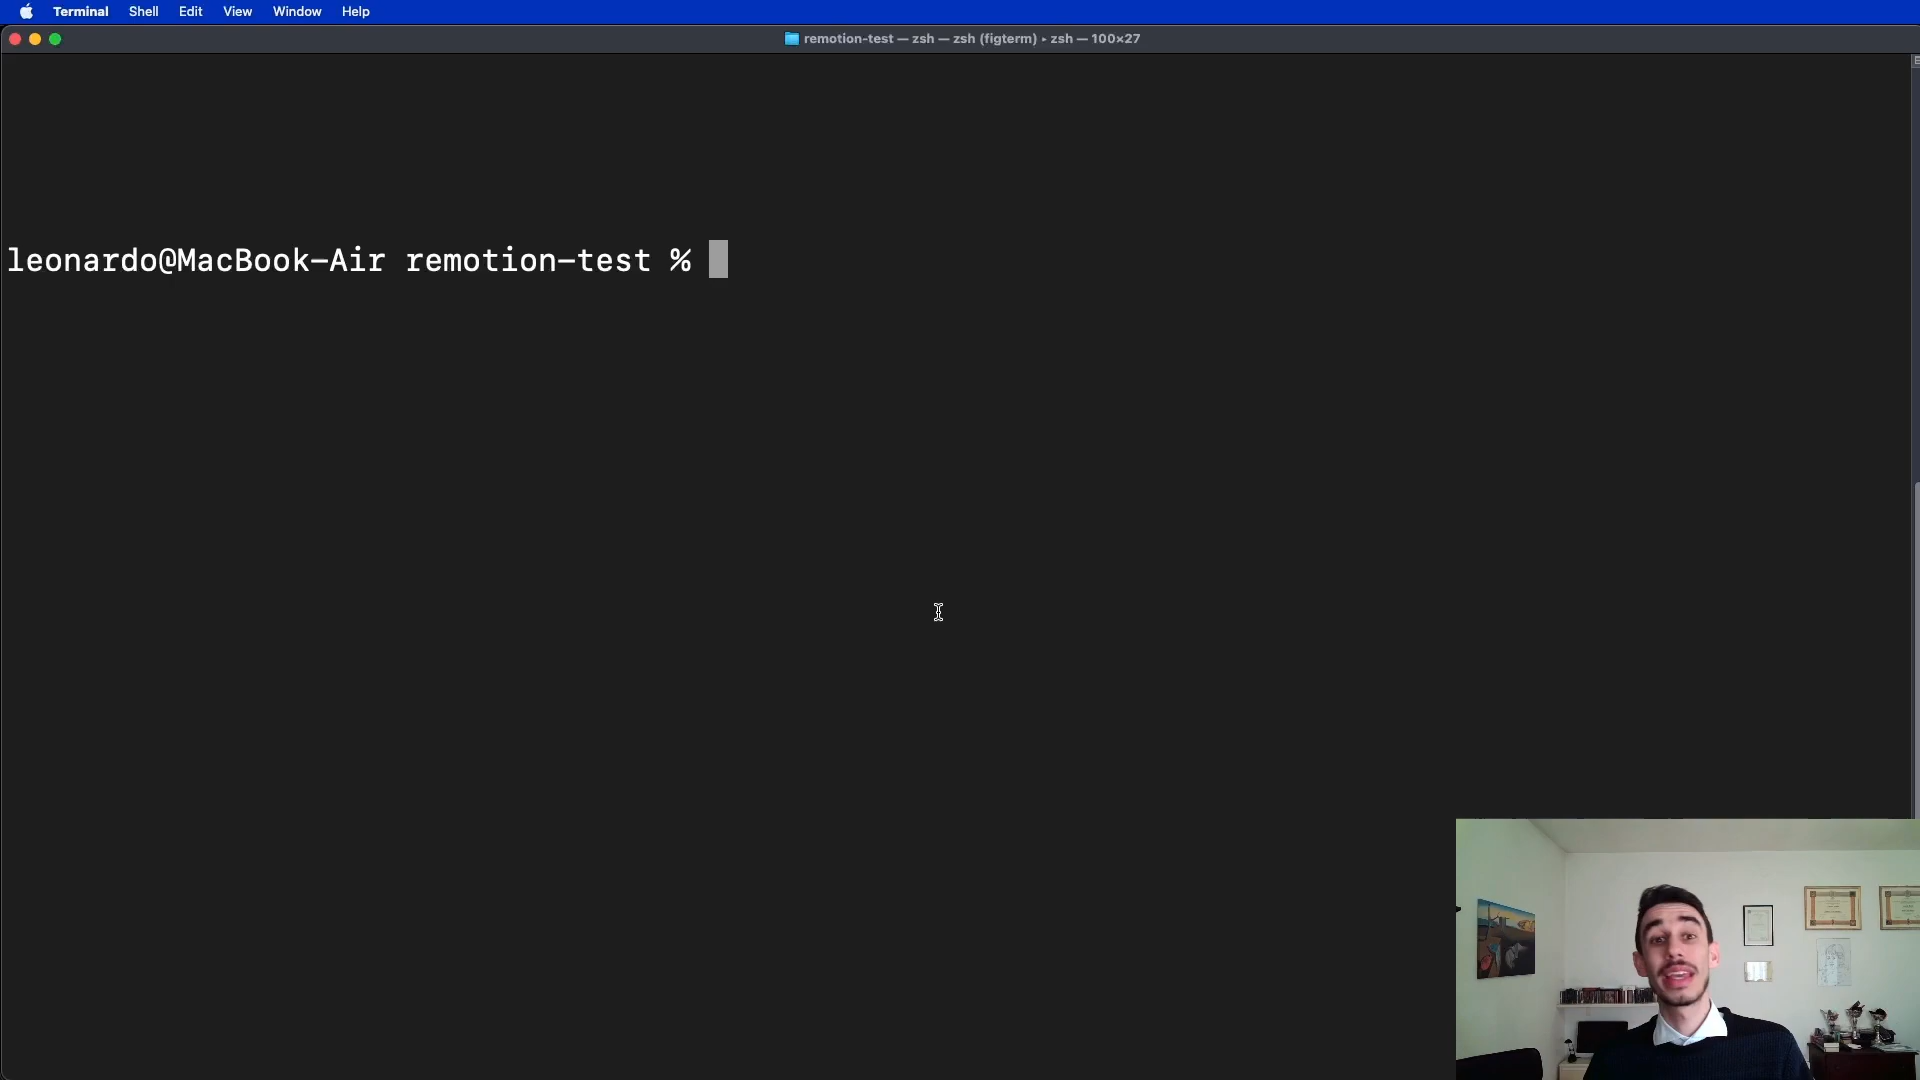 Terminal Shell Edit View Window Help
remotion-test — zsh — zsh (figterm) ▸ zsh — 100×27
leonardo@MacBook-Air remotion-test %